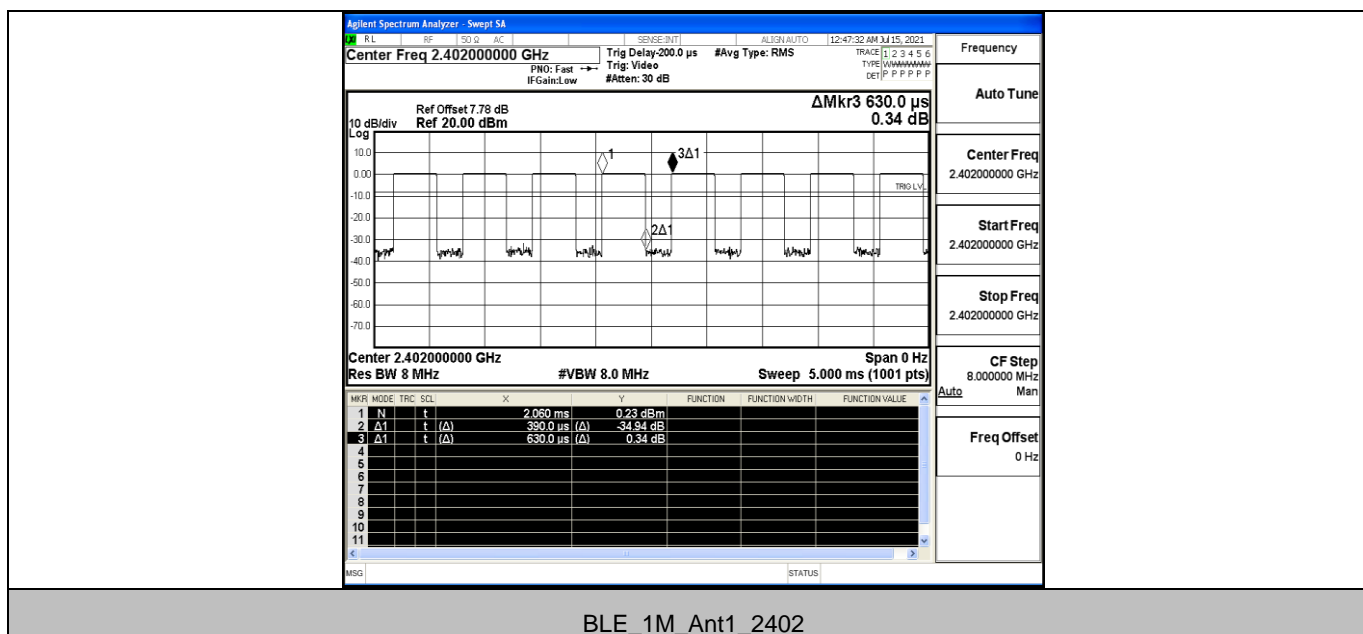 Agilent Spectrum Analyzer - Swept SA
RL RF 50 Ω AC SENSE:INT ALIGN AUTO 12:47:32 AM Jul 15, 2021
Center Freq 2.402000000 GHz Trig Delay-200.0 µs #Avg Type: RMS TRACE 1 2 3 4 5 6
PNO: Fast Trig: Video TYPE
IFGain:Low #Atten: 30 dB DET P P P P P P
Ref Offset 7.78 dB ΔMkr3 630.0 µs
10 dB/div Ref 20.00 dBm 0.34 dB
Log
10.0
1
3Δ1
0.00
TRIG LVL
-10.0
-20.0
2Δ1
-30.0
-40.0
-50.0
-60.0
-70.0
Center 2.402000000 GHz Span 0 Hz
Res BW 8 MHz #VBW 8.0 MHz Sweep 5.000 ms (1001 pts)
MKR MODE TRC SCL X Y FUNCTION FUNCTION WIDTH FUNCTION VALUE
1 N t 2.060 ms 0.23 dBm
2 Δ1 t (Δ) 390.0 µs (Δ) -34.94 dB
3 Δ1 t (Δ) 630.0 µs (Δ) 0.34 dB
4
5
6
7
8
9
10
11
MSG STATUS
Frequency
Auto Tune
Center Freq
2.402000000 GHz
Start Freq
2.402000000 GHz
Stop Freq
2.402000000 GHz
CF Step
8.000000 MHz
Auto Man
Freq Offset
0 Hz
BLE_1M_Ant1_2402